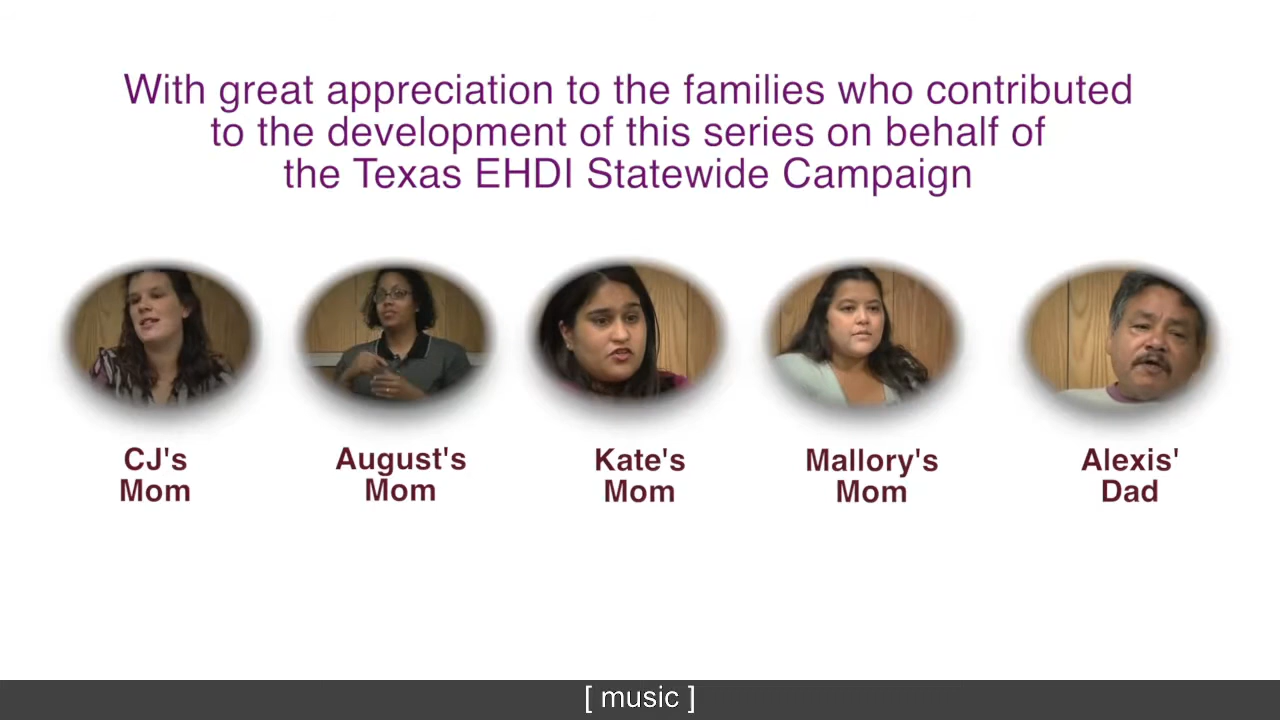 With great appreciation to the families who contributed
to the development of this series on behalf of
the Texas EHDI Statewide Campaign
CJ's
Mom
August's
Mom
Kate's
Mom
Mallory's
Mom
Alexis'
Dad
[ music ]